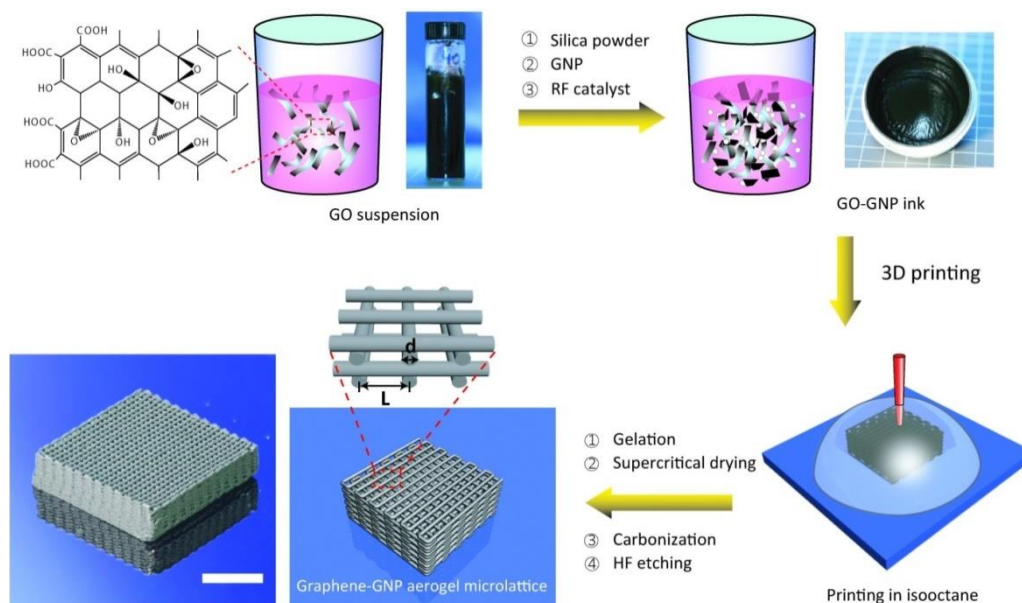 COOH
HOOC
HO
HO
OH
O
O
O
OH
OH
HOOC
HOOC
GO suspension
① Silica powder
② GNP
③ RF catalyst
GO-GNP ink
3D printing
d
L
① Gelation
② Supercritical drying
③ Carbonization
④ HF etching
Graphene-GNP aerogel microlattice
Printing in isooctane